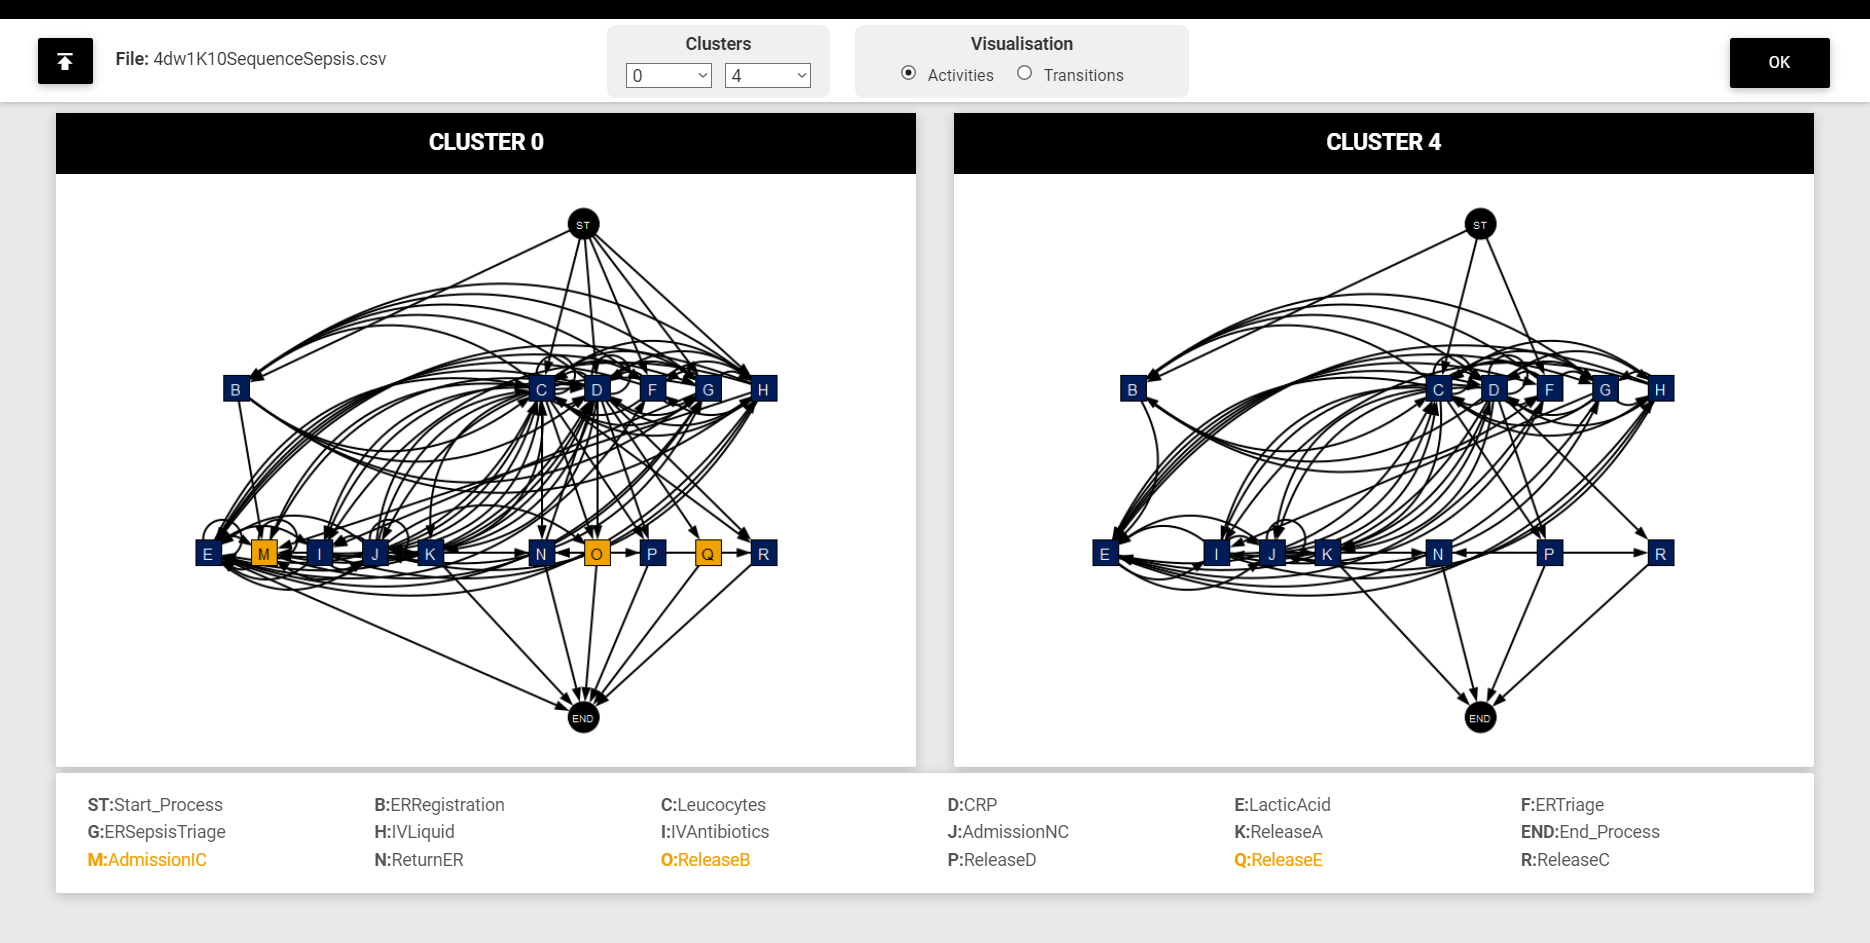 File: 4dw1K10SequenceSepsis.csv
Clusters
0 4
Visualisation
Activities Transitions
OK
CLUSTER 0
ST
B C D F G H
E M I J K N O P Q R
END
CLUSTER 4
ST
B C D F G H
E I J K N P R
END
ST:Start_Process B:ERRegistration C:Leucocytes D:CRP E:LacticAcid F:ERTriage
G:ERSepsisTriage H:IVLiquid I:IVAntibiotics J:AdmissionNC K:ReleaseA END:End_Process
M:AdmissionIC N:ReturnER O:ReleaseB P:ReleaseD Q:ReleaseE R:ReleaseC